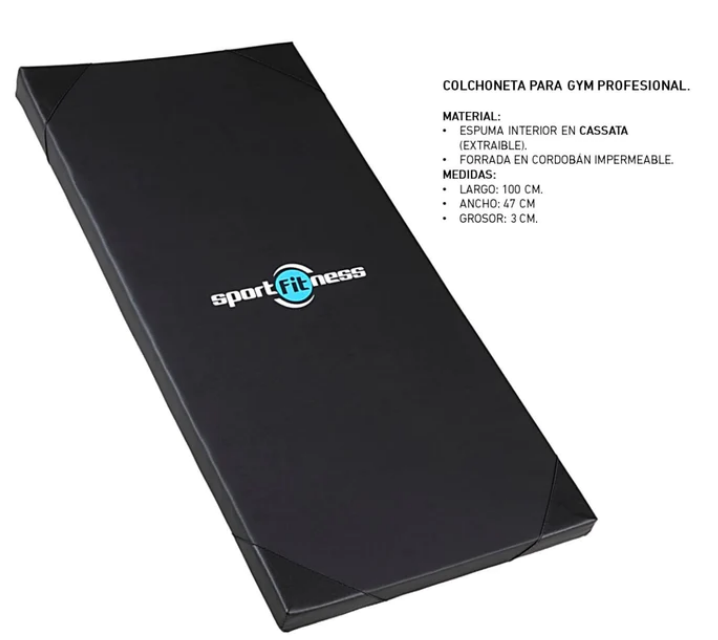 COLCHONETA PARA GYM PROFESIONAL.
MATERIAL:
• ESPUMA INTERIOR EN CASSATA
(EXTRAIBLE).
• FORRADA EN CORDOBÁN IMPERMEABLE.
MEDIDAS:
• LARGO: 100 CM.
• ANCHO: 47 CM
• GROSOR: 3 CM.
sportfitness